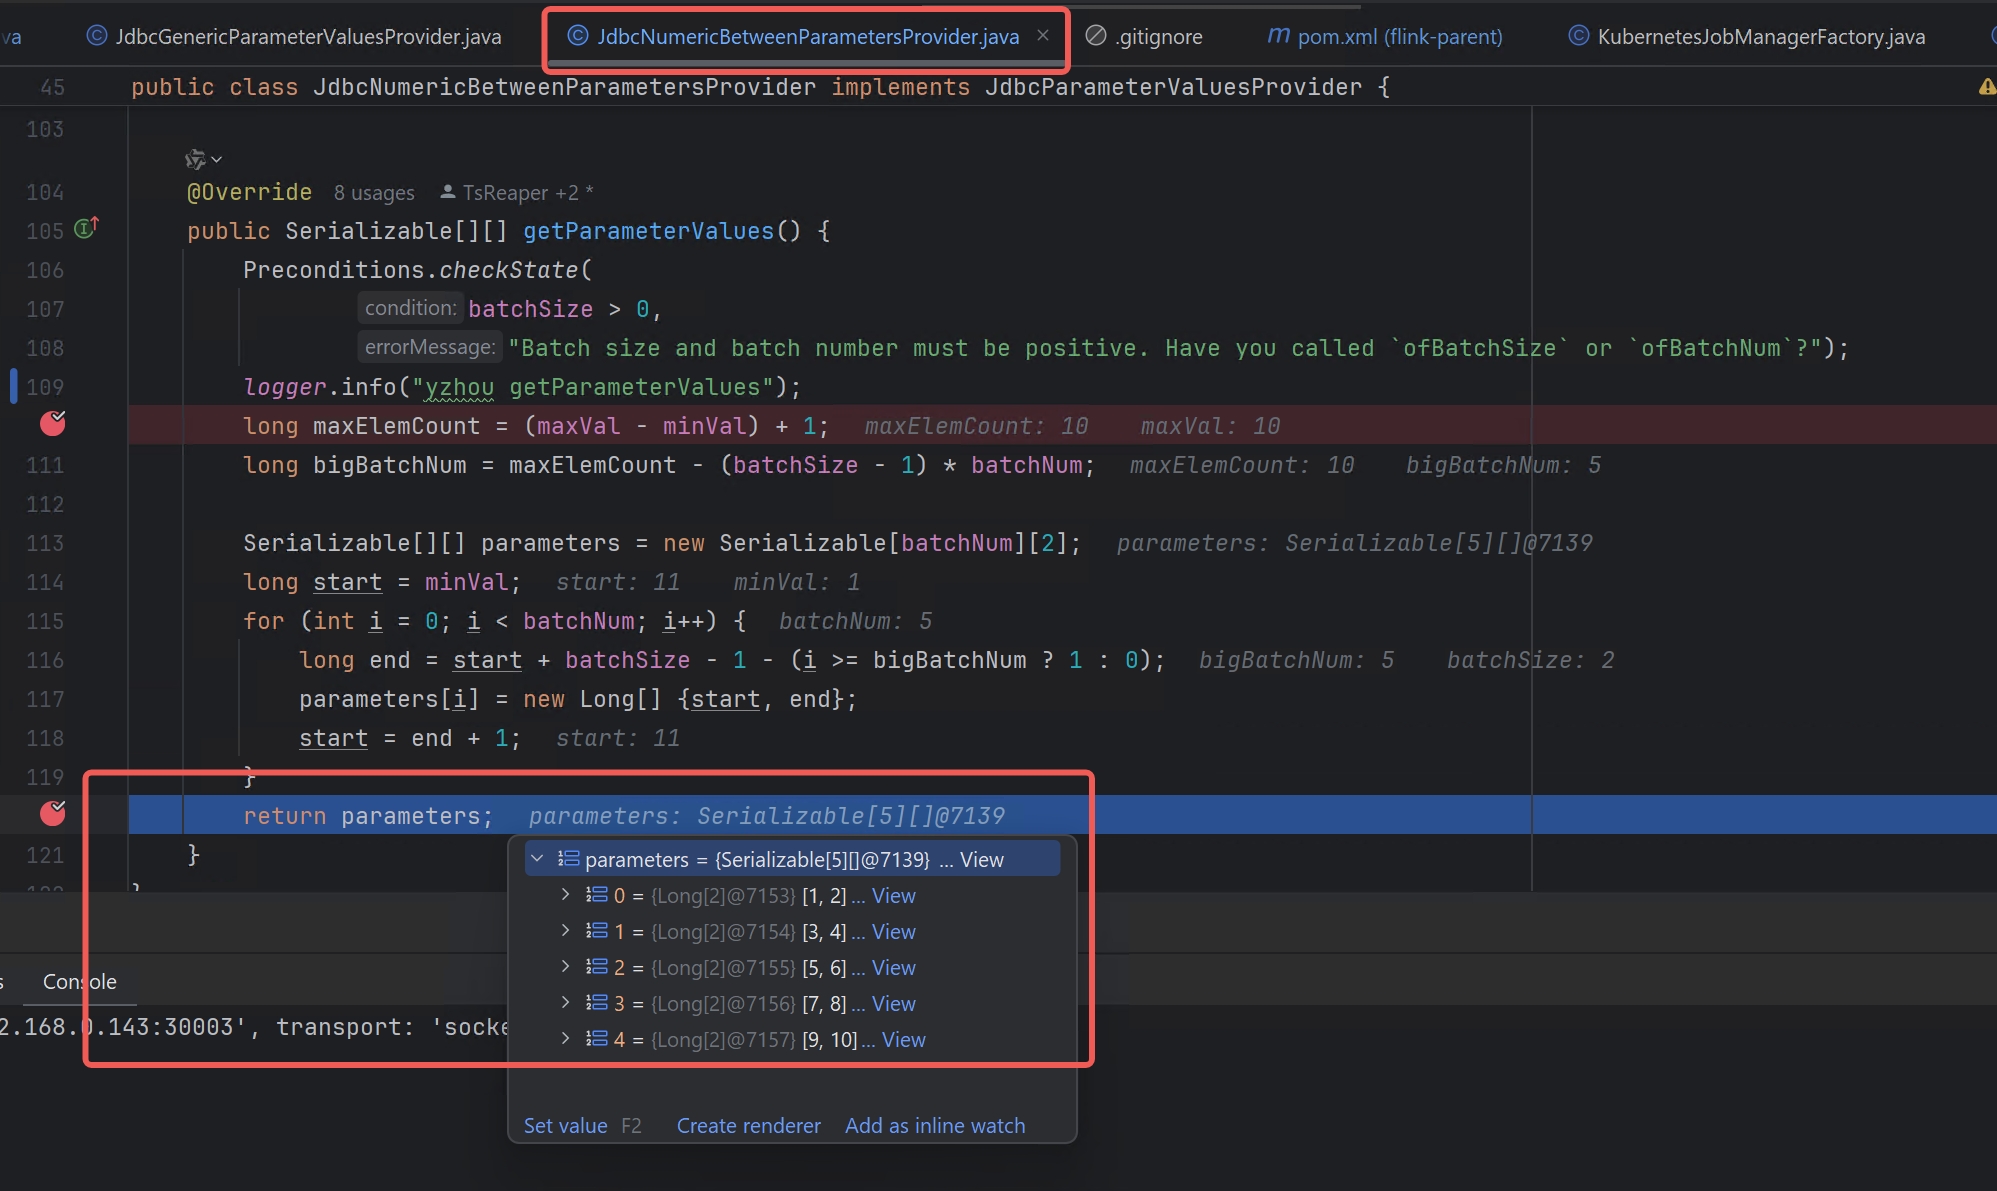 va JdbcGenericParameterValuesProvider.java JdbcNumericBetweenParametersProvider.java × .gitignore m pom.xml (flink-parent) KubernetesJobManagerFactory.java
45 public class JdbcNumericBetweenParametersProvider implements JdbcParameterValuesProvider {
103
104 @Override 8 usages TsReaper +2 *
105 public Serializable[][] getParameterValues() {
106 Preconditions.checkState(
107 condition: batchSize > 0,
108 errorMessage: "Batch size and batch number must be positive. Have you called `ofBatchSize` or `ofBatchNum`?");
109 logger.info("yzhou getParameterValues");
long maxElemCount = (maxVal - minVal) + 1; maxElemCount: 10 maxVal: 10
111 long bigBatchNum = maxElemCount - (batchSize - 1) * batchNum; maxElemCount: 10 bigBatchNum: 5
112
113 Serializable[][] parameters = new Serializable[batchNum][2]; parameters: Serializable[5][]@7139
114 long start = minVal; start: 11 minVal: 1
115 for (int i = 0; i < batchNum; i++) { batchNum: 5
116 long end = start + batchSize - 1 - (i >= bigBatchNum ? 1 : 0); bigBatchNum: 5 batchSize: 2
117 parameters[i] = new Long[] {start, end};
118 start = end + 1; start: 11
119 }
return parameters; parameters: Serializable[5][]@7139
121 }
parameters = {Serializable[5][]@7139} ... View
0 = {Long[2]@7153} [1, 2] ... View
1 = {Long[2]@7154} [3, 4] ... View
2 = {Long[2]@7155} [5, 6] ... View
3 = {Long[2]@7156} [7, 8] ... View
4 = {Long[2]@7157} [9, 10] ... View
Set value F2 Create renderer Add as inline watch
s Console
2.168.0.143:30003', transport: 'socke